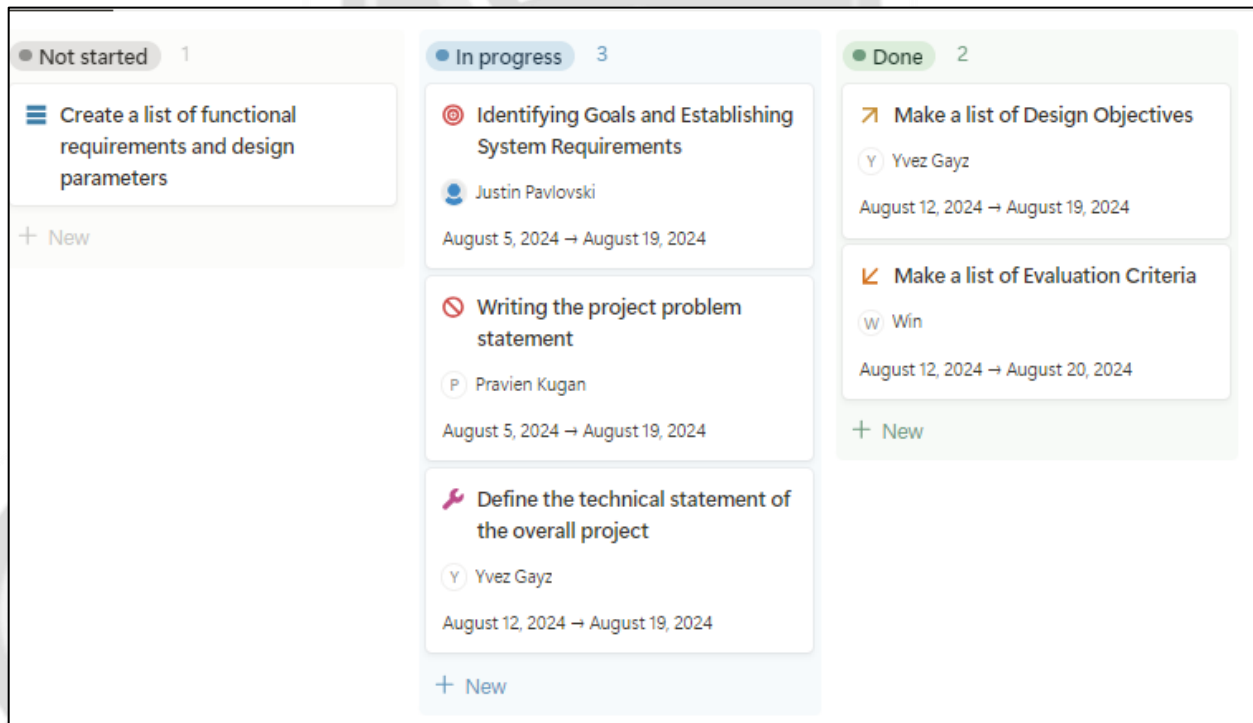 Not started 1
Create a list of functional
requirements and design
parameters
+ New
In progress 3
Identifying Goals and Establishing
System Requirements
Justin Pavlovski
August 5, 2024 → August 19, 2024
Writing the project problem
statement
P Pravien Kugan
August 5, 2024 → August 19, 2024
Define the technical statement of
the overall project
Y Yvez Gayz
August 12, 2024 → August 19, 2024
+ New
Done 2
Make a list of Design Objectives
Y Yvez Gayz
August 12, 2024 → August 19, 2024
Make a list of Evaluation Criteria
W Win
August 12, 2024 → August 20, 2024
+ New